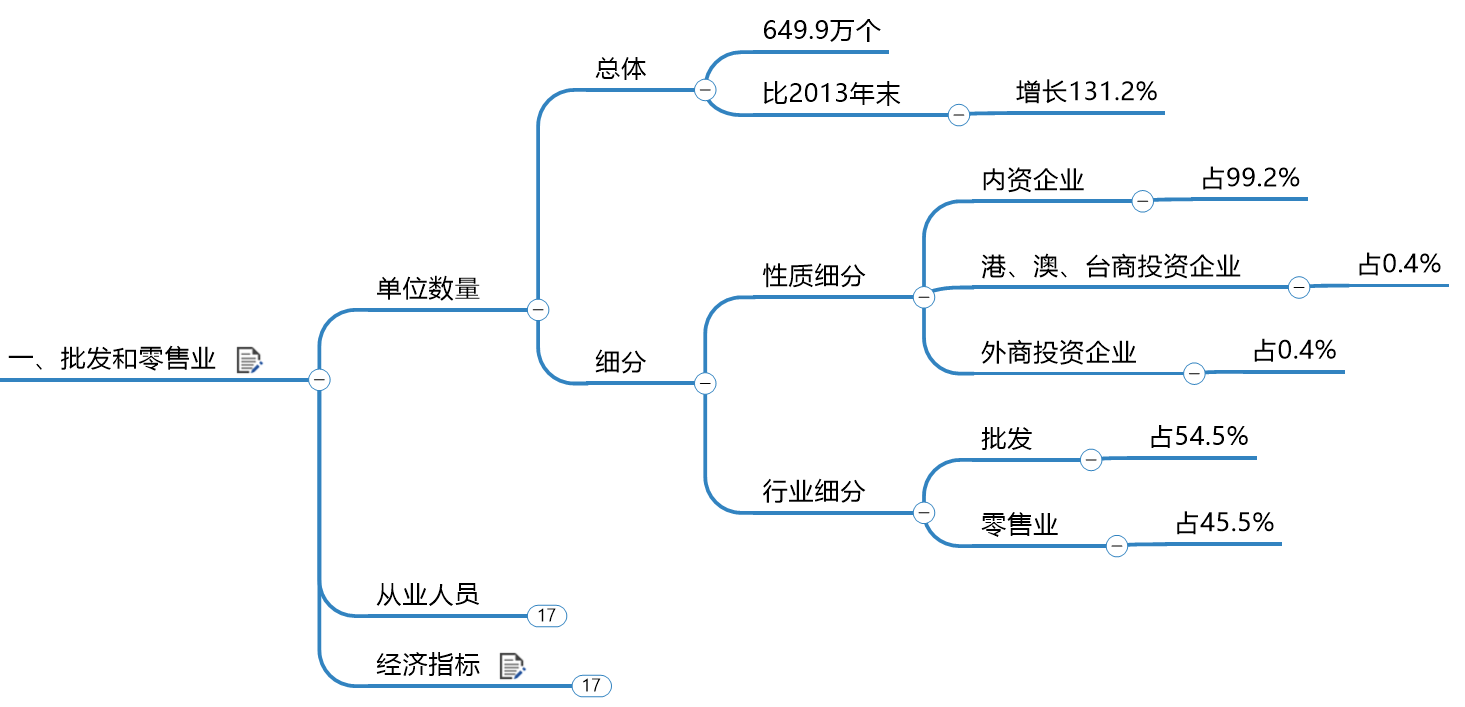 一、批发和零售业
单位数量
总体
649.9万个
比2013年末
增长131.2%
细分
性质细分
内资企业
占99.2%
港、澳、台商投资企业
占0.4%
外商投资企业
占0.4%
行业细分
批发
占54.5%
零售业
占45.5%
从业人员
17
经济指标
17